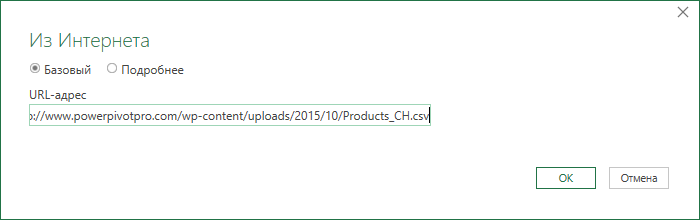 Из Интернета
Базовый Подробнее
URL-адрес
://www.powerpivotpro.com/wp-content/uploads/2015/10/Products_CH.csv
ОК Отмена